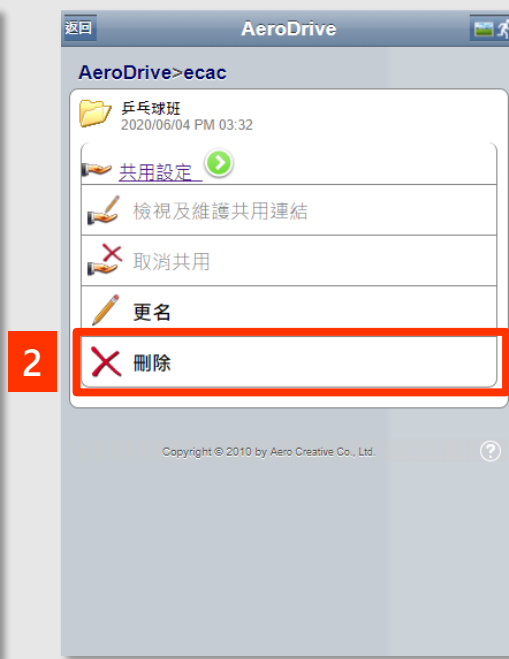 返回 AeroDrive
AeroDrive>ecac
乒乓球班
2020/06/04 PM 03:32
共用設定
檢視及維護共用連結
取消共用
更名
2 刪除
Copyright © 2010 by Aero Creative Co., Ltd. ?